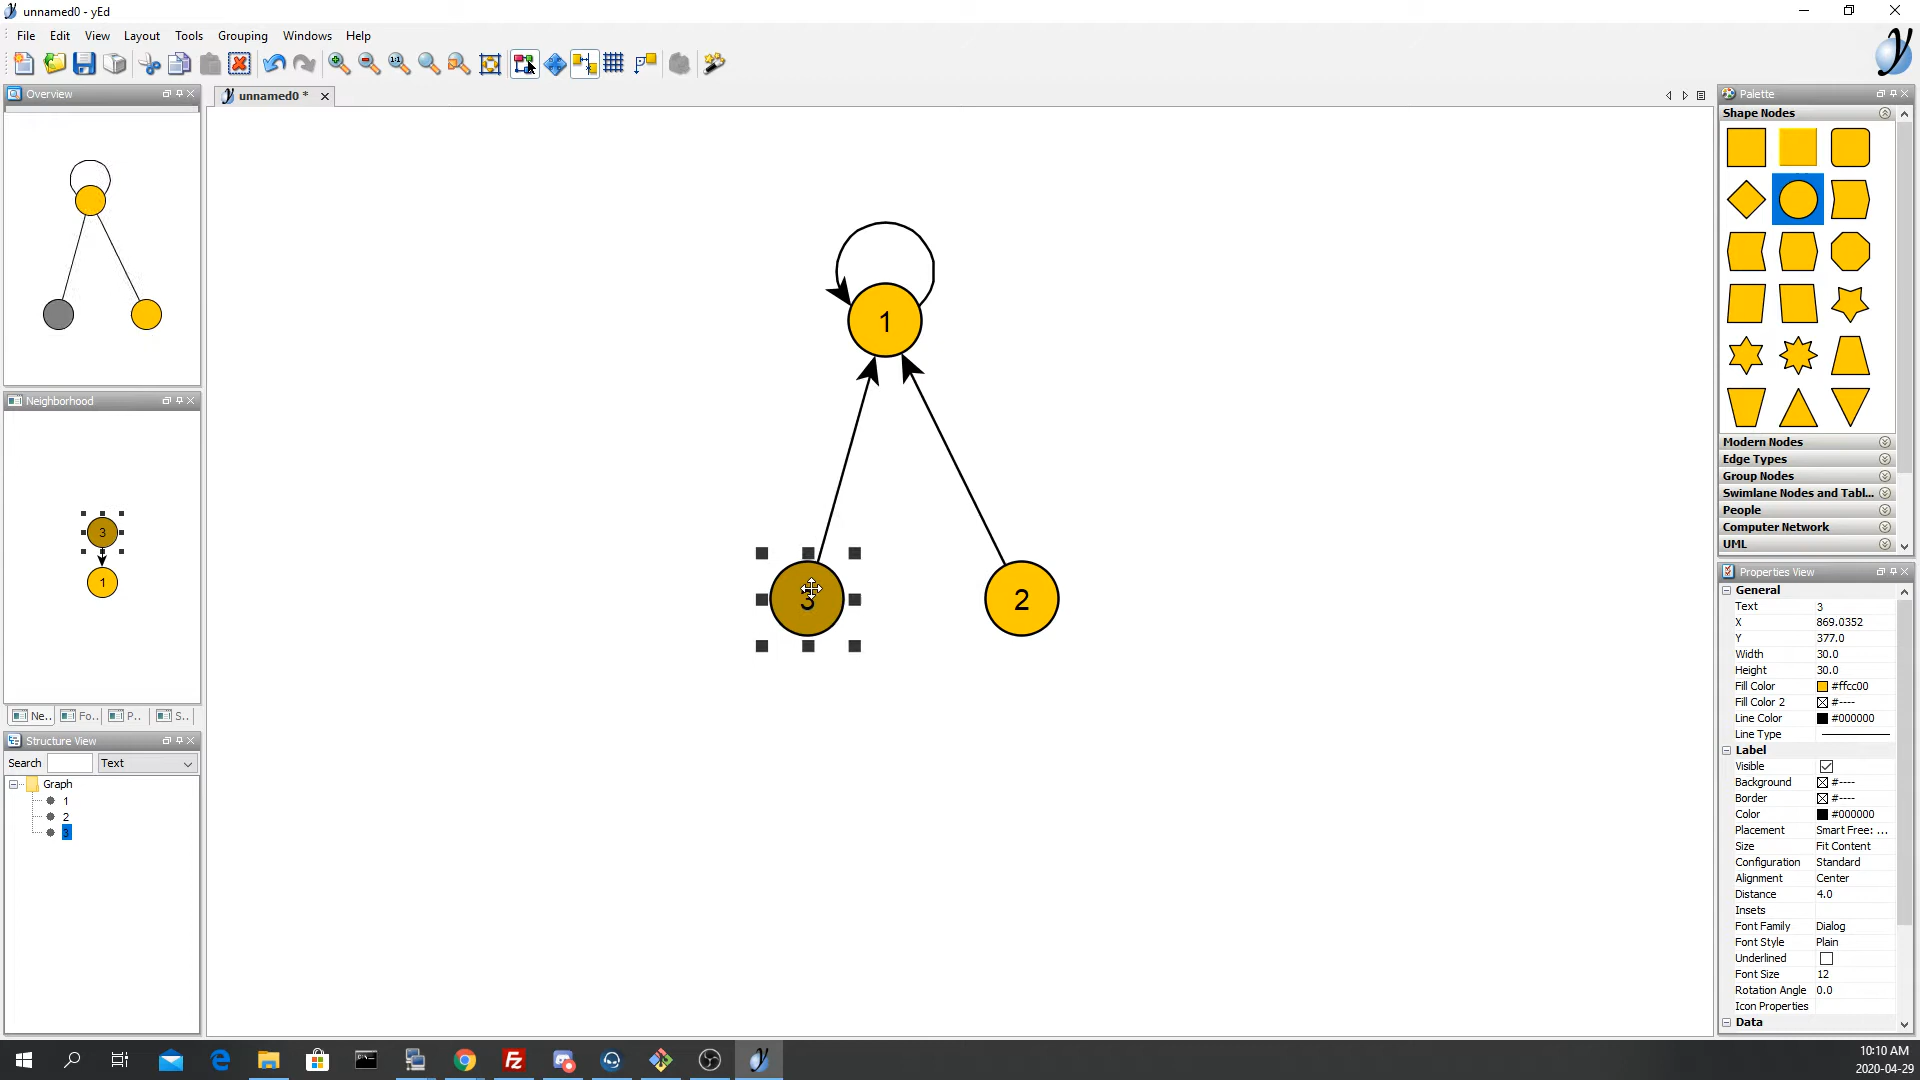 unnamed0 - yEd
File Edit View Layout Tools Grouping Windows Help
1:1
Overview
unnamed0 *
Palette
Shape Nodes
1
3
2
Neighborhood
3
1
Ne.. Fo.. P.. S..
Structure View
Search Text
Graph
1
2
3
Modern Nodes
Edge Types
Group Nodes
Swimlane Nodes and Tabl...
People
Computer Network
UML
Properties View
General
Text 3
X 869.0352
Y 377.0
Width 30.0
Height 30.0
Fill Color #ffcc00
Fill Color 2 #----
Line Color #000000
Line Type
Label
Visible
Background #----
Border #----
Color #000000
Placement Smart Free: ...
Size Fit Content
Configuration Standard
Alignment Center
Distance 4.0
Insets
Font Family Dialog
Font Style Plain
Underlined
Font Size 12
Rotation Angle 0.0
Icon Properties
Data
10:10 AM
2020-04-29